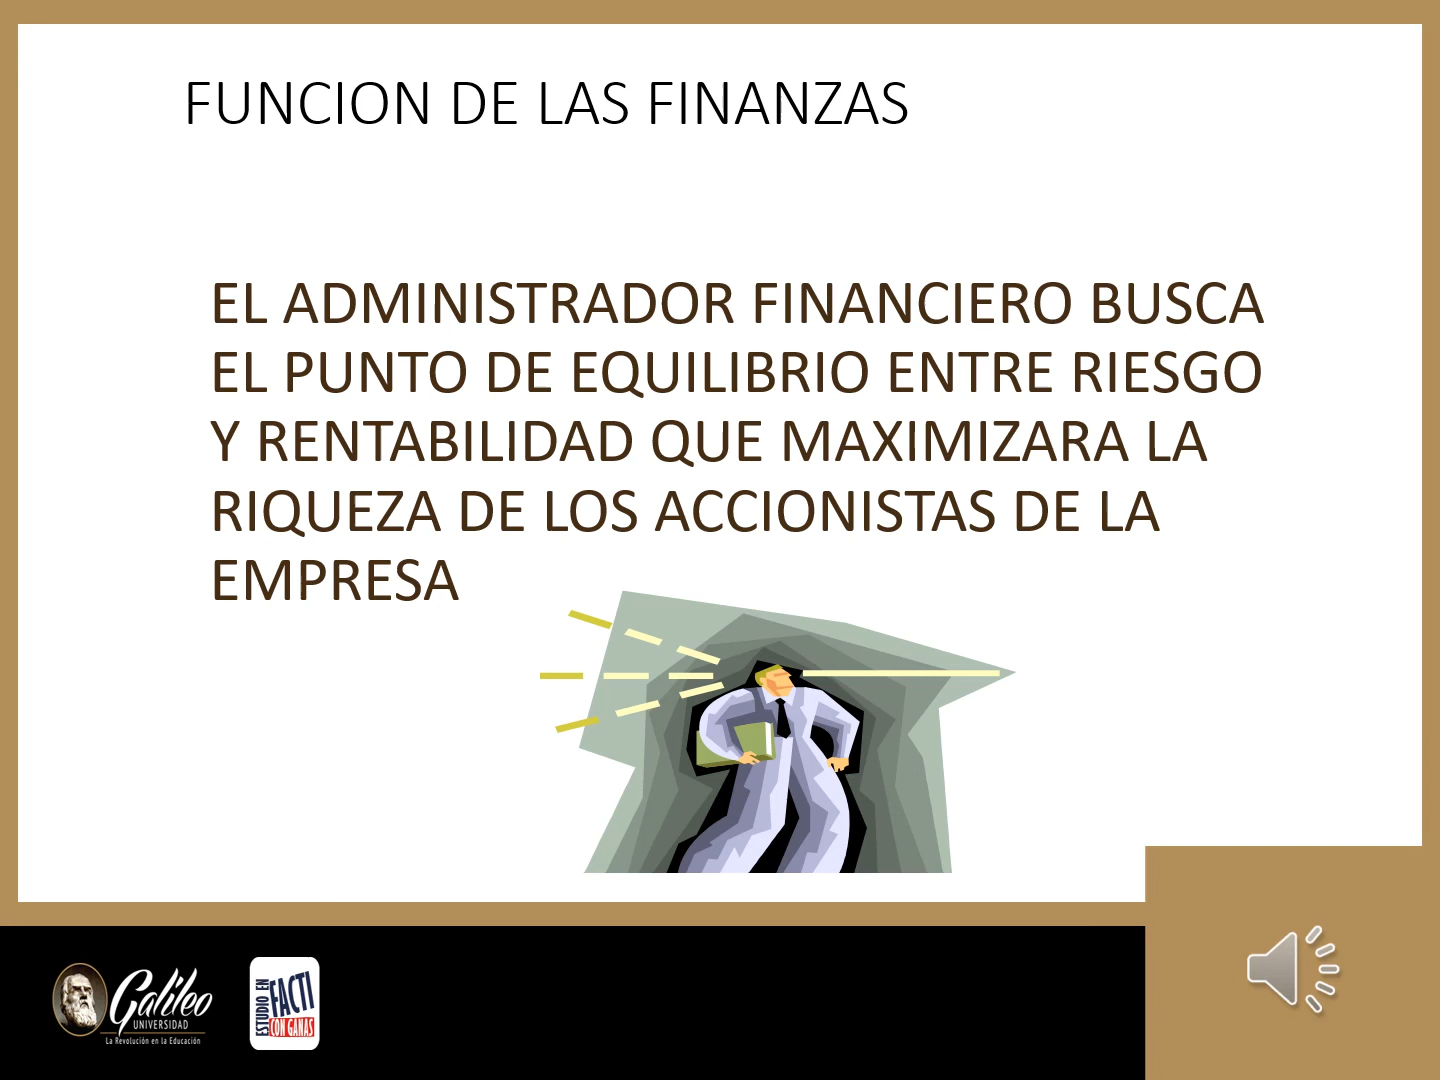 FUNCION DE LAS FINANZAS
EL ADMINISTRADOR FINANCIERO BUSCA
EL PUNTO DE EQUILIBRIO ENTRE RIESGO
Y RENTABILIDAD QUE MAXIMIZARA LA
RIQUEZA DE LOS ACCIONISTAS DE LA
EMPRESA
Galileo
UNIVERSIDAD
La Revolución en la Educación
ESTUDIO EN
FACTI
CON GANAS